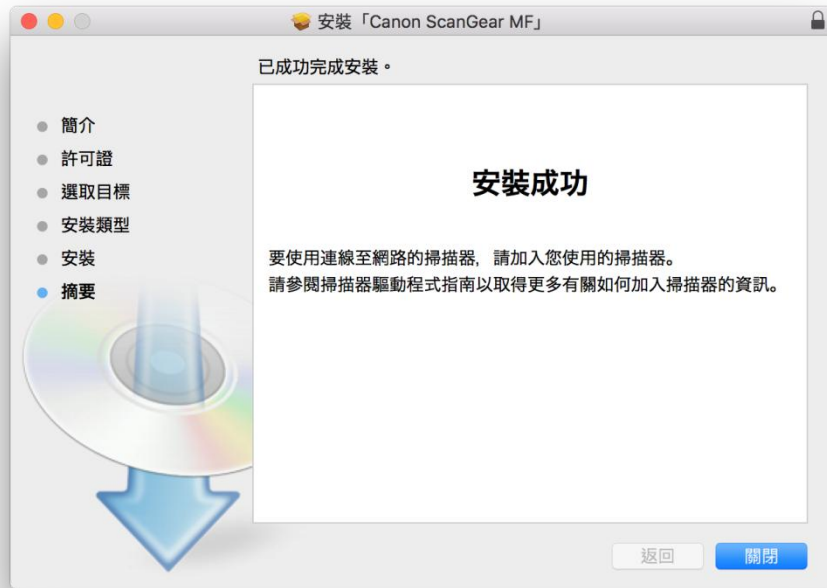 安裝「Canon ScanGear MF」
已成功完成安裝。
簡介
許可證
選取目標
安裝類型
安裝
摘要
安裝成功
要使用連線至網路的掃描器，請加入您使用的掃描器。
請參閱掃描器驅動程式指南以取得更多有關如何加入掃描器的資訊。
返回
關閉